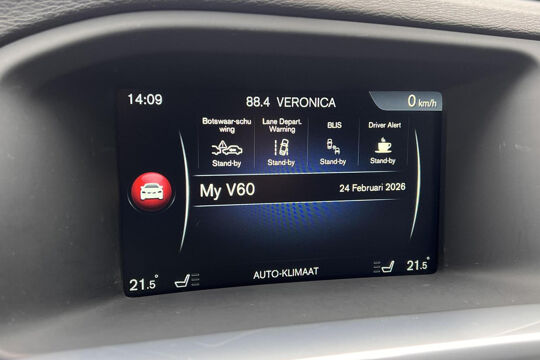 14:09
88.4 VERONICA
0 km/h
Botswaar-schu
wing
Lane Depart.
Warning
BLIS
Driver Alert
Stand-by
Stand-by
Stand-by
Stand-by
My V60
24 Februari 2026
21.5°
AUTO-KLIMAAT
21.5°